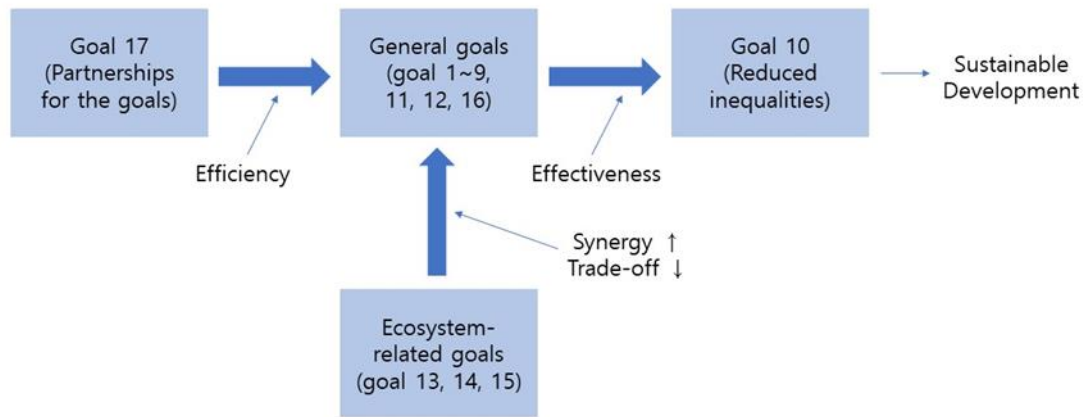 Goal 17
(Partnerships
for the goals)
General goals
(goal 1~9,
11, 12, 16)
Goal 10
(Reduced
inequalities)
Sustainable
Development
Efficiency
Effectiveness
Synergy ↑
Trade-off ↓
Ecosystem-
related goals
(goal 13, 14, 15)